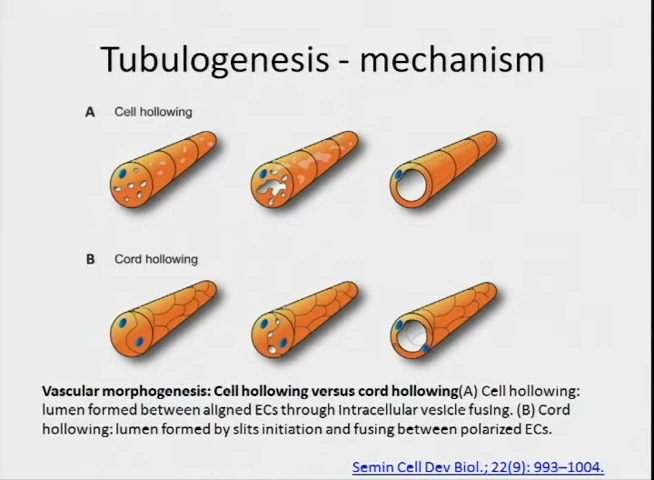 Tubulogenesis - mechanism
A Cell hollowing
B Cord hollowing
Vascular morphogenesis: Cell hollowing versus cord hollowing(A) Cell hollowing:
lumen formed between aligned ECs through Intracellular vesicle fusing. (B) Cord
hollowing: lumen formed by slits initiation and fusing between polarized ECs.
Semin Cell Dev Biol.; 22(9): 993–1004.